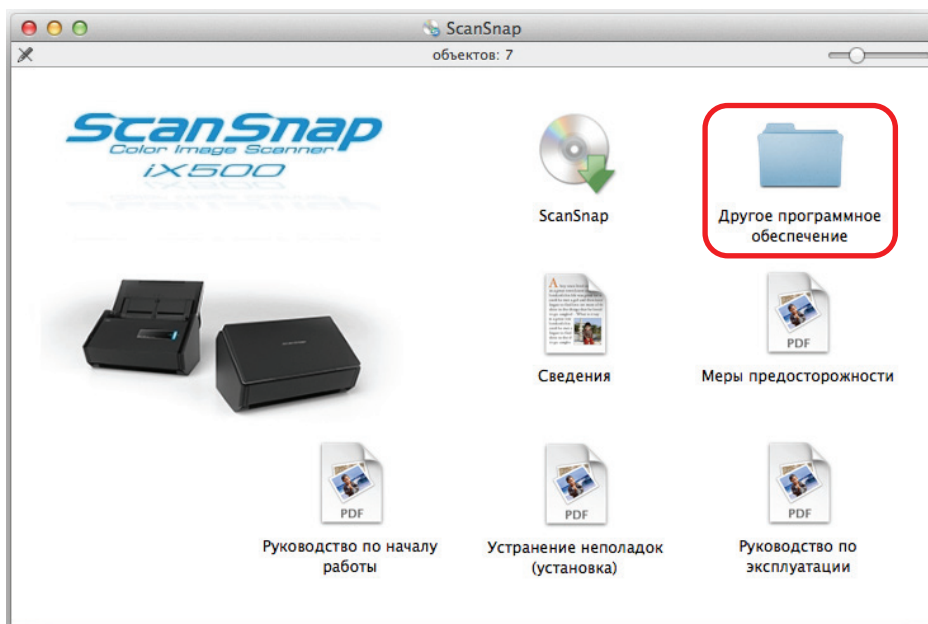 ScanSnap
объектов: 7
ScanSnap
Color Image Scanner
iX500
ScanSnap
Другое программное
обеспечение
Сведения
PDF
Меры предосторожности
PDF
Руководство по началу
работы
PDF
Устранение неполадок
(установка)
PDF
Руководство по
эксплуатации